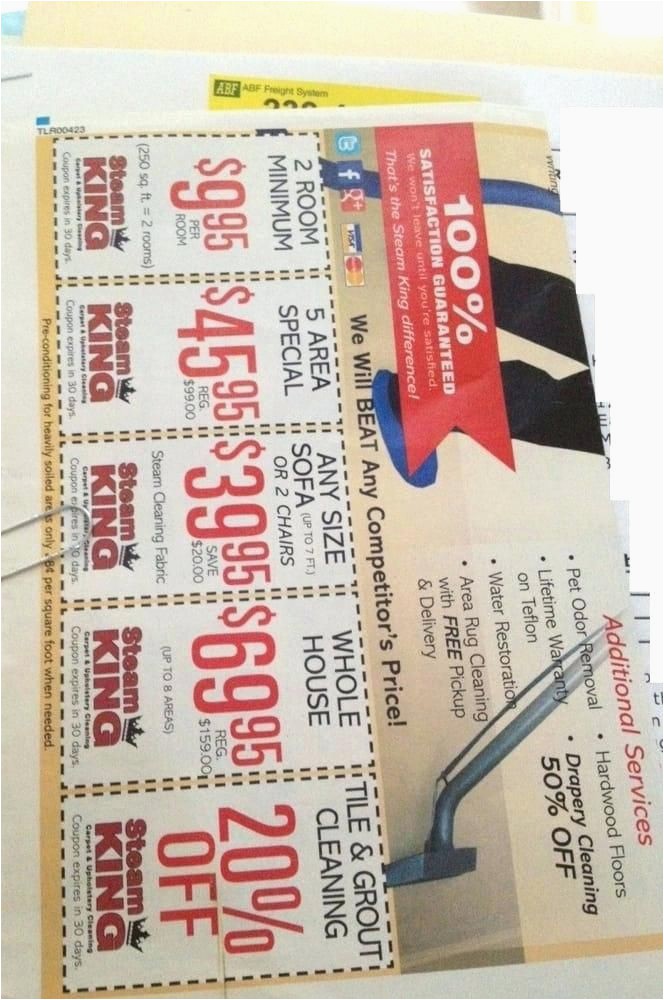 ABF ABF Freight System
TLR00423
writing
100%
SATISFACTION GUARANTEED
We won't leave until you're satisfied.
That's the Steam King difference!
Additional Services
• Pet Odor Removal
• Lifetime Warranty
on Teflon
• Water Restoration
• Area Rug Cleaning
with FREE Pickup
& Delivery
• Hardwood Floors
• Drapery Cleaning
50% OFF
VISA
We Will BEAT Any Competitor's Price!
2 ROOM
MINIMUM
$9.95
PER
ROOM
(250 sq. ft. = 2 rooms)
Steam
KING
Carpet & Upholstery Cleaning
Coupon expires in 30 days.
5 AREA
SPECIAL
$45.95
REG.
$99.00
Steam
KING
Carpet & Upholstery Cleaning
Coupon expires in 30 days.
ANY SIZE
SOFA (UP TO 7 FT.)
OR 2 CHAIRS
$39.95
SAVE
$20.00
Steam Cleaning Fabric
Steam
KING
Carpet & Upholstery Cleaning
Coupon expires in 30 days.
WHOLE
HOUSE
$69.95
REG.
$159.00
(UP TO 8 AREAS)
Steam
KING
Carpet & Upholstery Cleaning
Coupon expires in 30 days.
TILE & GROUT
CLEANING
20%
OFF
Steam
KING
Carpet & Upholstery Cleaning
Coupon expires in 30 days.
Pre-conditioning for heavily soiled areas only .8¢ per square foot when needed.